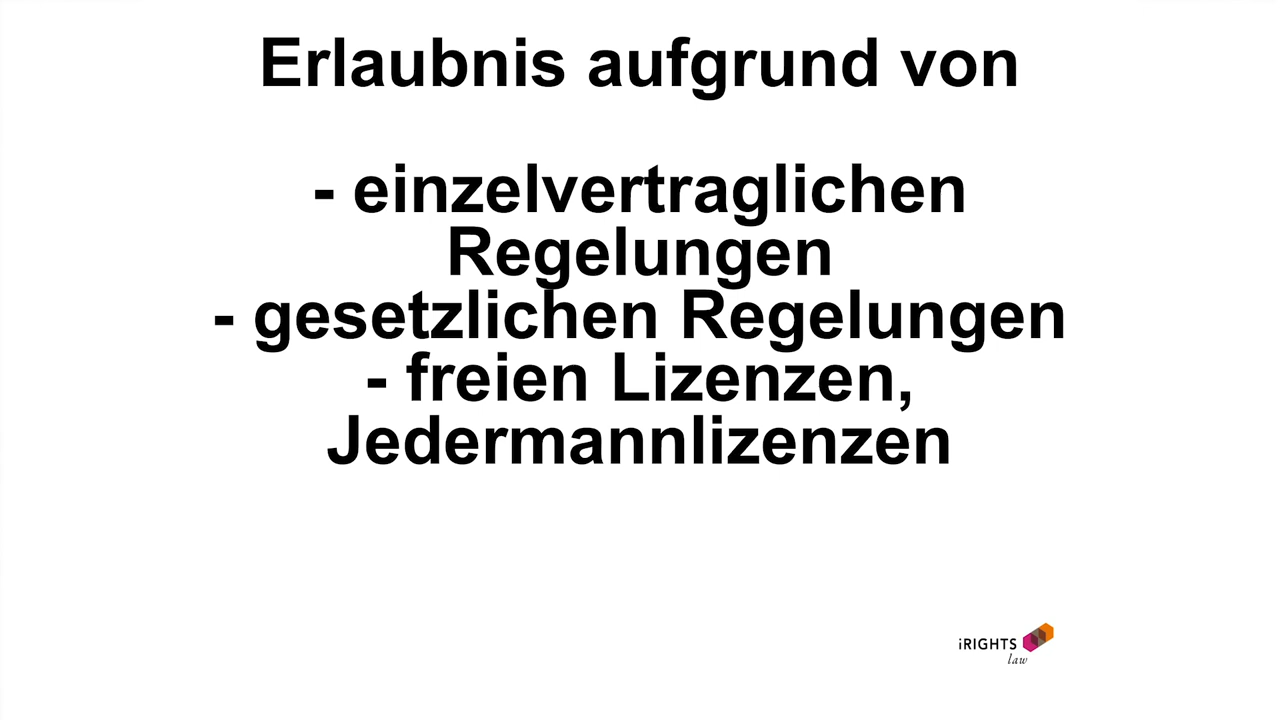 Erlaubnis aufgrund von
- einzelvertraglichen
Regelungen
- gesetzlichen Regelungen
- freien Lizenzen,
Jedermannlizenzen
iRIGHTS
law